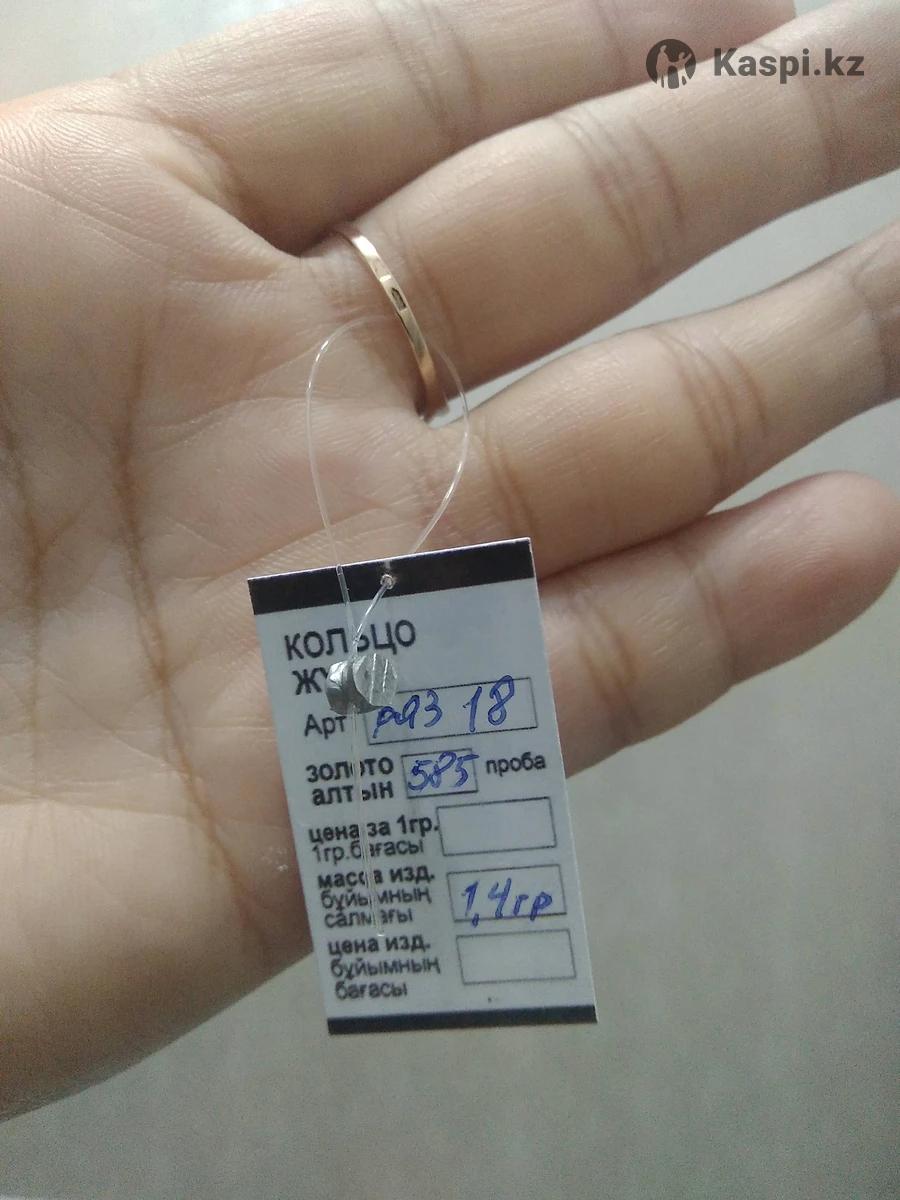 Kaspi.kz
КОЛЬЦО
Арт раз 18
золото 585 проба
алтын
цена за 1гр.
1гр.бағасы
масса изд.
бұйымның 1,4гр
салмағы
цена изд.
бұйымның
бағасы